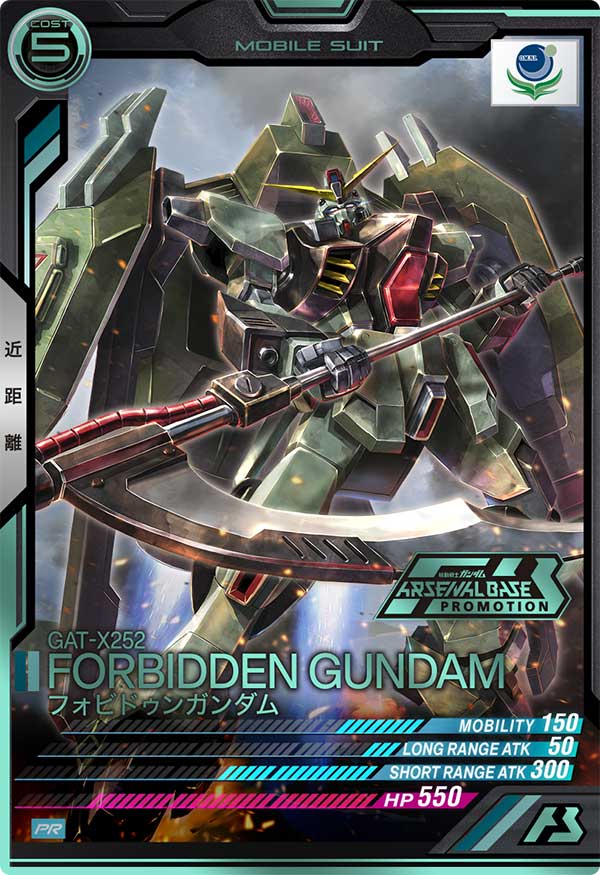 COST
5
MOBILE SUIT
O.M.N.I.
近距離
機動戦士ガンダム
ARSENAL BASE
PROMOTION
GAT-X252
FORBIDDEN GUNDAM
フォビドゥンガンダム
MOBILITY 150
LONG RANGE ATK 50
SHORT RANGE ATK 300
HP 550
PR
AB